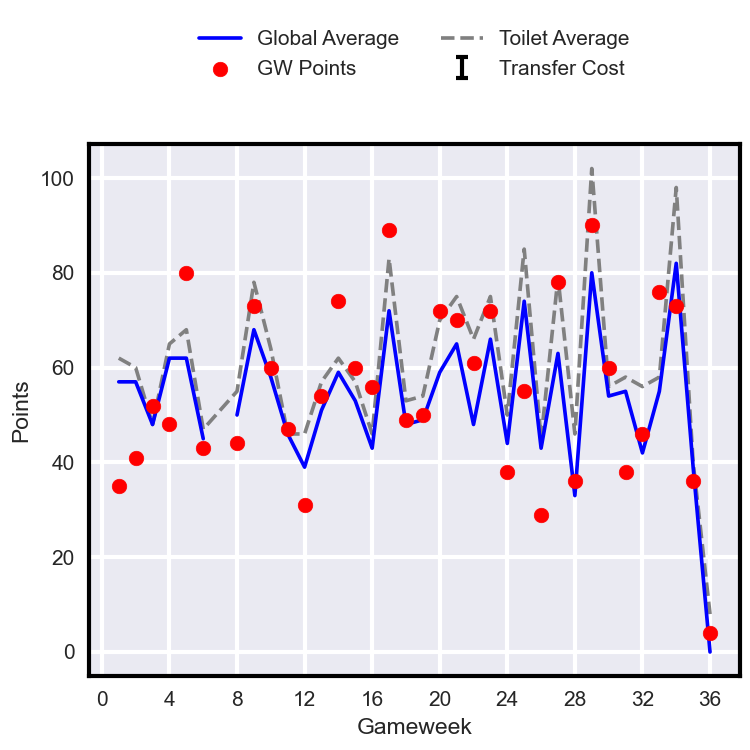 Global Average
Toilet Average
GW Points
Transfer Cost
100
80
60
40
20
0
Points
0 4 8 12 16 20 24 28 32 36
Gameweek